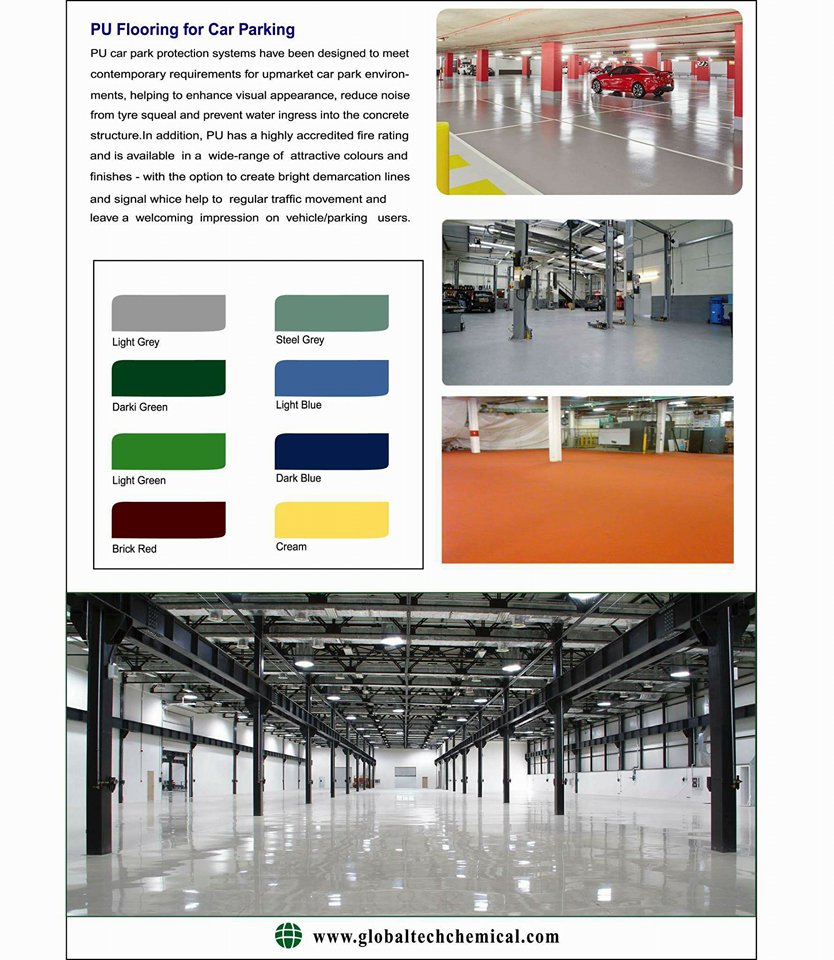 PU Flooring for Car Parking
PU car park protection systems have been designed to meet
contemporary requirements for upmarket car park environ-
ments, helping to enhance visual appearance, reduce noise
from tyre squeal and prevent water ingress into the concrete
structure.In addition, PU has a highly accredited fire rating
and is available in a wide-range of attractive colours and
finishes - with the option to create bright demarcation lines
and signal whice help to regular traffic movement and
leave a welcoming impression on vehicle/parking users.
Light Grey
Steel Grey
Darki Green
Light Blue
Light Green
Dark Blue
Brick Red
Cream
www.globaltechchemical.com